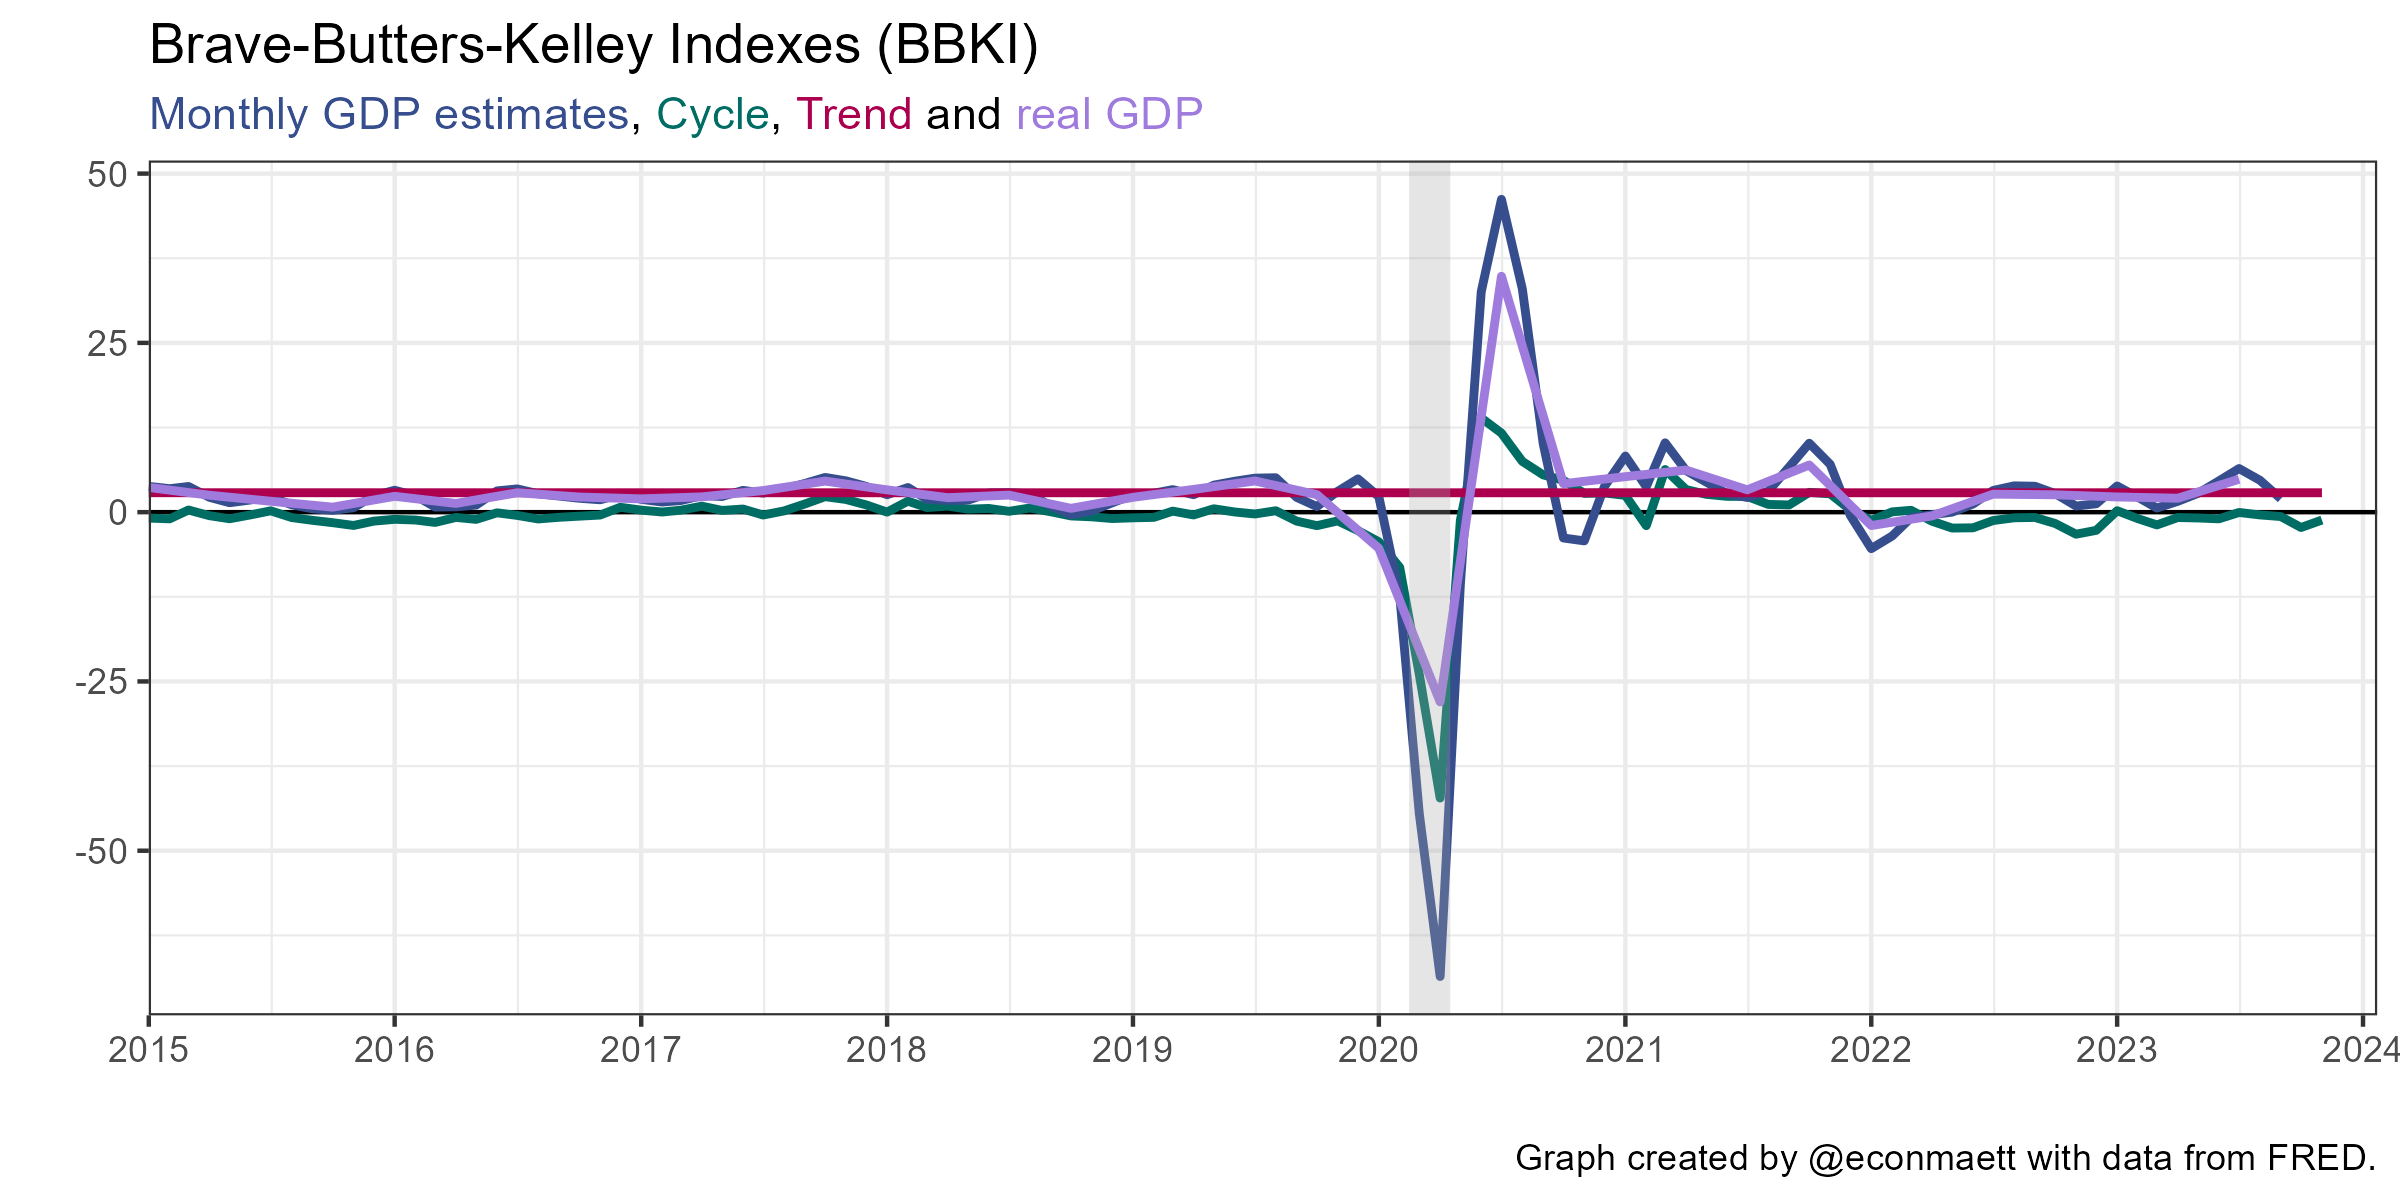 Brave-Butters-Kelley Indexes (BBKI)
Monthly GDP estimates, Cycle, Trend and real GDP
50
25
0
-25
-50
2015 2016 2017 2018 2019 2020 2021 2022 2023 2024
Graph created by @econmaett with data from FRED.